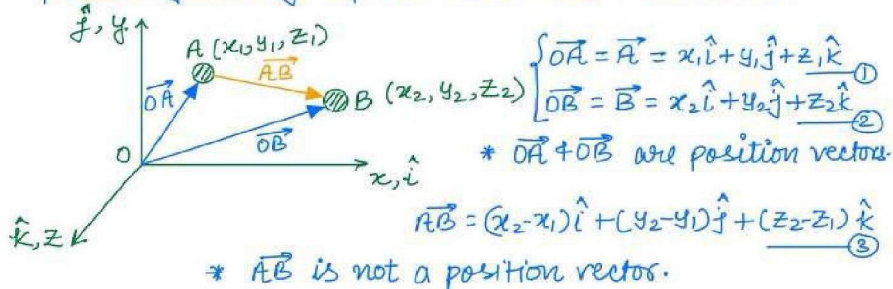 ĵ, y
A (x₁, y₁, z₁)
AB⃗
OA⃗
B (x₂, y₂, z₂)
OB⃗
O
x, î
k̂, z
OA⃗ = A⃗ = x₁î + y₁ĵ + z₁k̂ ①
OB⃗ = B⃗ = x₂î + y₂ĵ + z₂k̂ ②
* OA⃗ & OB⃗ are position vectors.
AB⃗ = (x₂-x₁)î + (y₂-y₁)ĵ + (z₂-z₁)k̂ ③
* AB⃗ is not a position vector.